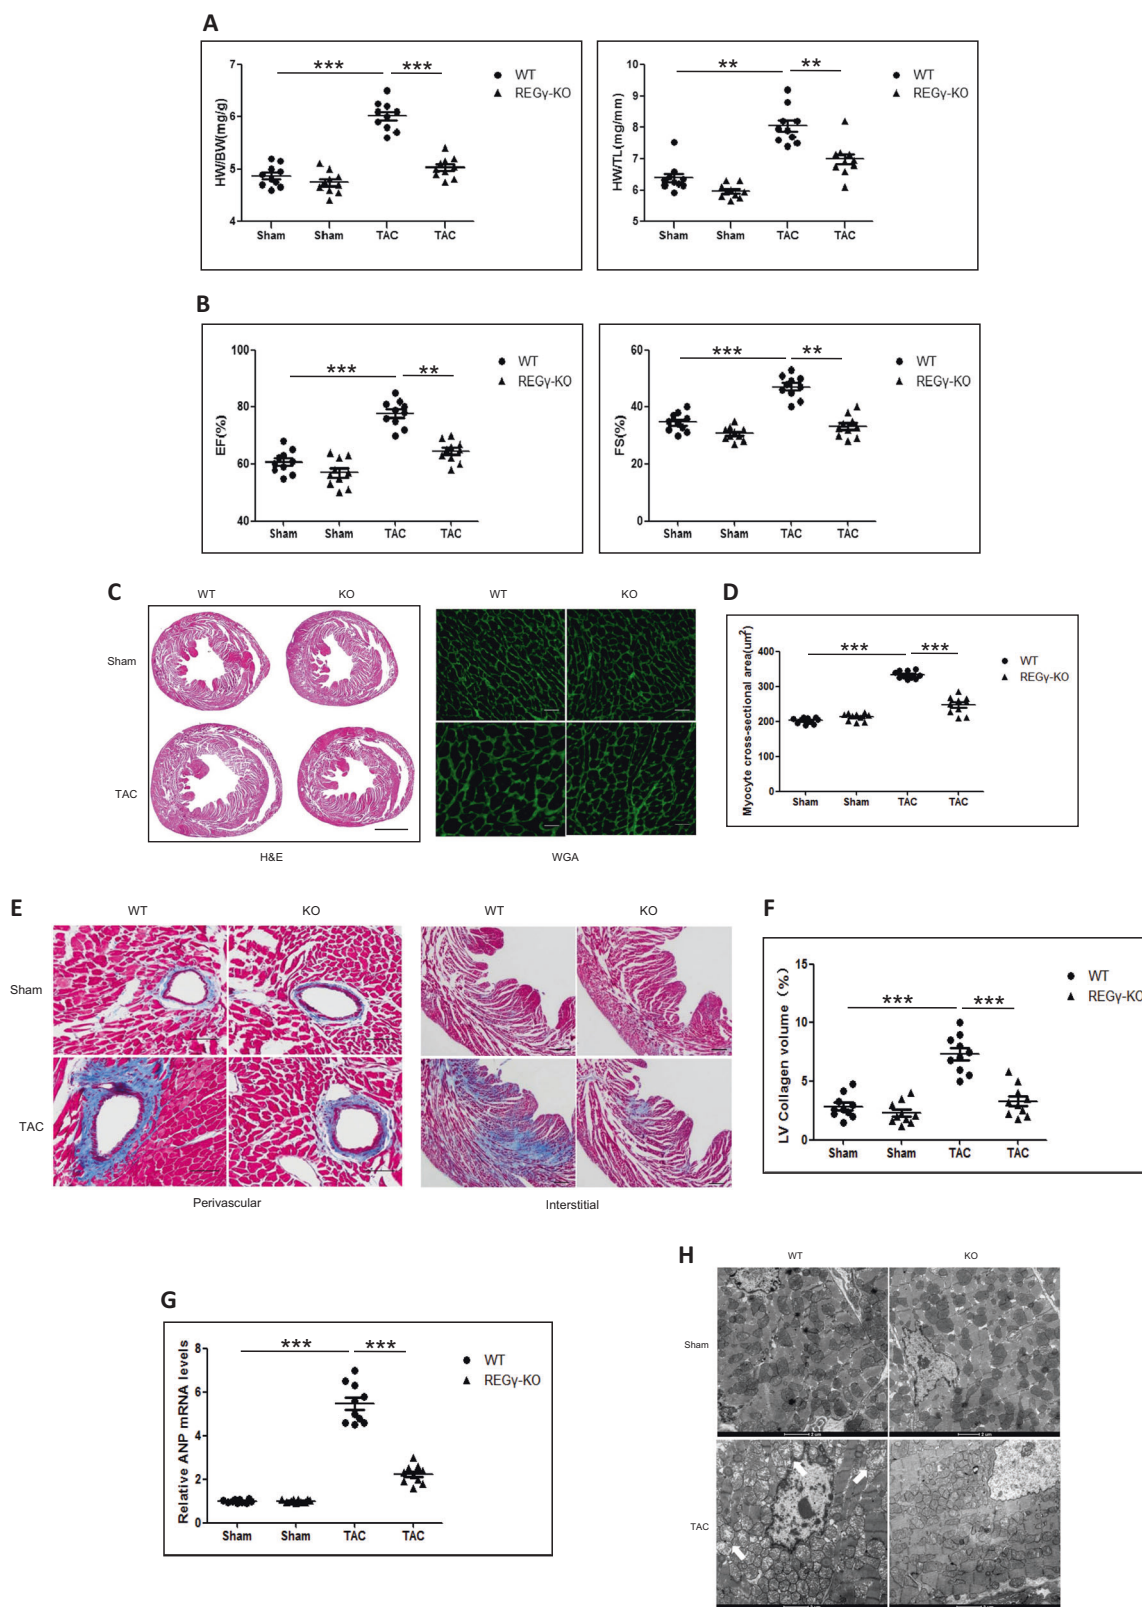 A
HW/BW(mg/g)
7
6
5
4
***
***
Sham
Sham
TAC
TAC
WT
REGγ-KO
HW/TL(mg/mm)
10
9
8
7
6
5
**
**
Sham
Sham
TAC
TAC
WT
REGγ-KO
B
EF(%)
100
80
60
40
***
**
Sham
Sham
TAC
TAC
WT
REGγ-KO
FS(%)
60
40
20
0
***
**
Sham
Sham
TAC
TAC
WT
REGγ-KO
C
WT
KO
Sham
TAC
H&E
WT
KO
WGA
D
Myocyte cross-sectional area(um²)
400
300
200
100
0
***
***
Sham
Sham
TAC
TAC
WT
REGγ-KO
E
WT
KO
Sham
TAC
Perivascular
WT
KO
Interstitial
F
LV Collagen volume (%)
15
10
5
0
***
***
Sham
Sham
TAC
TAC
WT
REGγ-KO
G
Relative ANP mRNA levels
8
6
4
2
0
***
***
Sham
Sham
TAC
TAC
WT
REGγ-KO
H
WT
KO
Sham
TAC
2 um
2 um